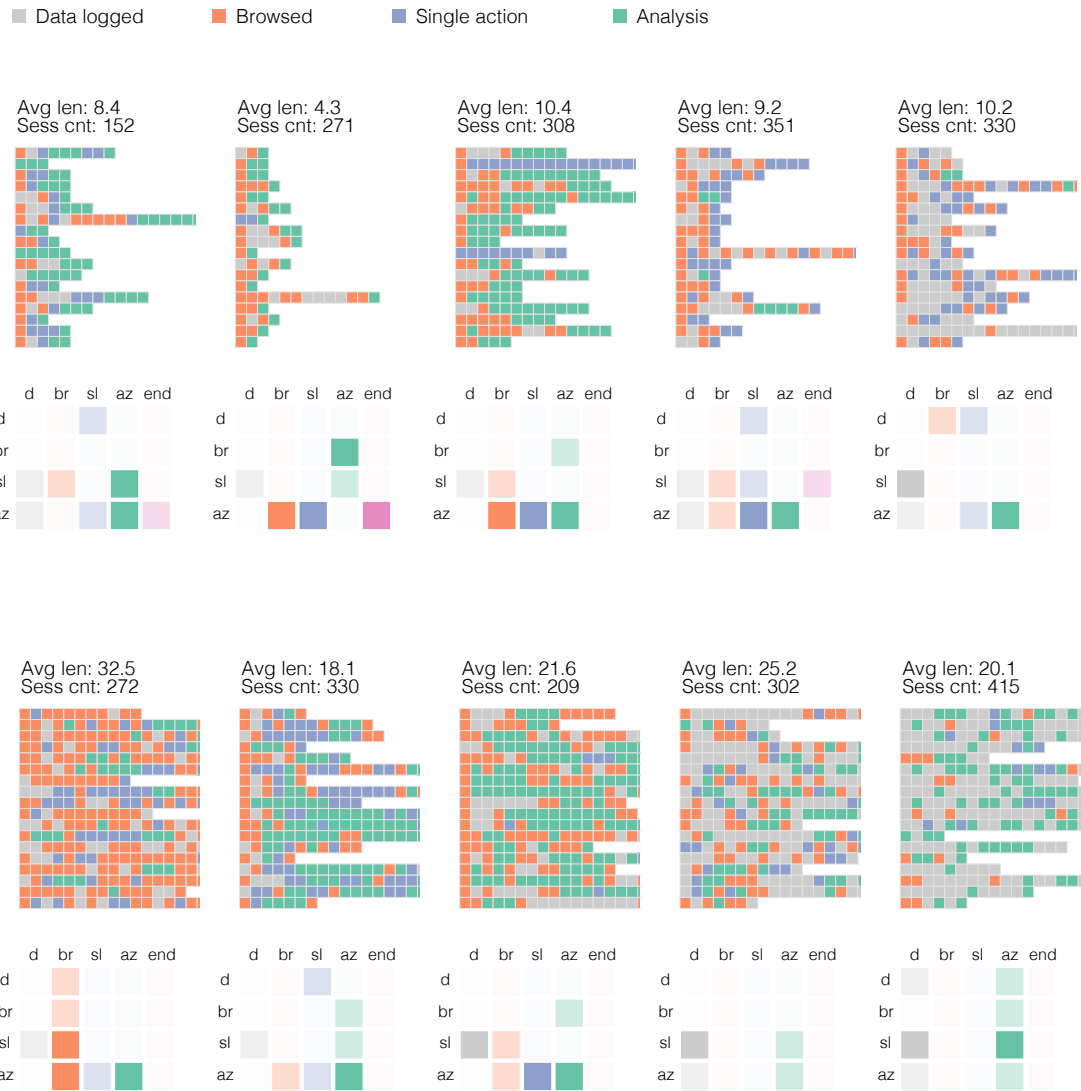 Data logged Browsed Single action Analysis
Avg len: 8.4 Avg len: 4.3 Avg len: 10.4 Avg len: 9.2 Avg len: 10.2
Sess cnt: 152 Sess cnt: 271 Sess cnt: 308 Sess cnt: 351 Sess cnt: 330
d br sl az end d br sl az end d br sl az end d br sl az end d br sl az end
d d d d d
br br br br br
sl sl sl sl sl
az az az az az
Avg len: 32.5 Avg len: 18.1 Avg len: 21.6 Avg len: 25.2 Avg len: 20.1
Sess cnt: 272 Sess cnt: 330 Sess cnt: 209 Sess cnt: 302 Sess cnt: 415
d br sl az end d br sl az end d br sl az end d br sl az end d br sl az end
d d d d d
br br br br br
sl sl sl sl sl
az az az az az